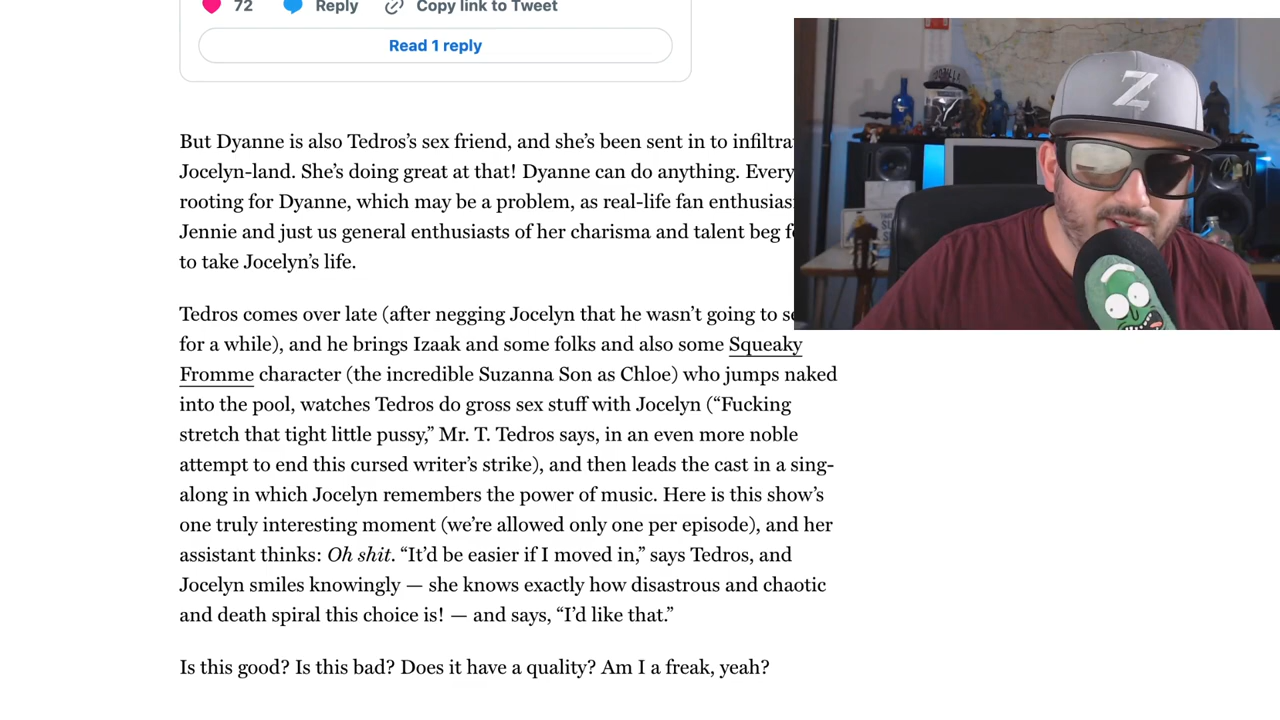 72 Reply Copy link to Tweet
Read 1 reply
But Dyanne is also Tedros’s sex friend, and she’s been sent in to
Jocelyn-land. She’s doing great at that! Dyanne can do anything.
rooting for Dyanne, which may be a problem, as real-life fan
Jennie and just us general enthusiasts of her charisma and talent beg
to take Jocelyn’s life.
Tedros comes over late (after negging Jocelyn that he wasn’t going to
for a while), and he brings Izaak and some folks and also some Squeaky
Fromme character (the incredible Suzanna Son as Chloe) who jumps naked
into the pool, watches Tedros do gross sex stuff with Jocelyn (“Fucking
stretch that tight little pussy,” Mr. T. Tedros says, in an even more noble
attempt to end this cursed writer’s strike), and then leads the cast in a sing-
along in which Jocelyn remembers the power of music. Here is this show’s
one truly interesting moment (we’re allowed only one per episode), and her
assistant thinks: Oh shit. “It’d be easier if I moved in,” says Tedros, and
Jocelyn smiles knowingly — she knows exactly how disastrous and chaotic
and death spiral this choice is! — and says, “I’d like that.”
Is this good? Is this bad? Does it have a quality? Am I a freak, yeah?
Z